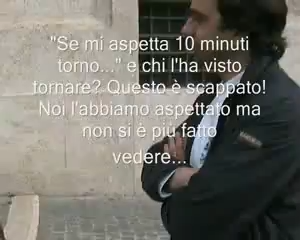 "Se mi aspetta 10 minuti
torno..." e chi l'ha visto
tornare? Questo è scappato!
Noi l'abbiamo aspettato ma
non si è più fatto
vedere...